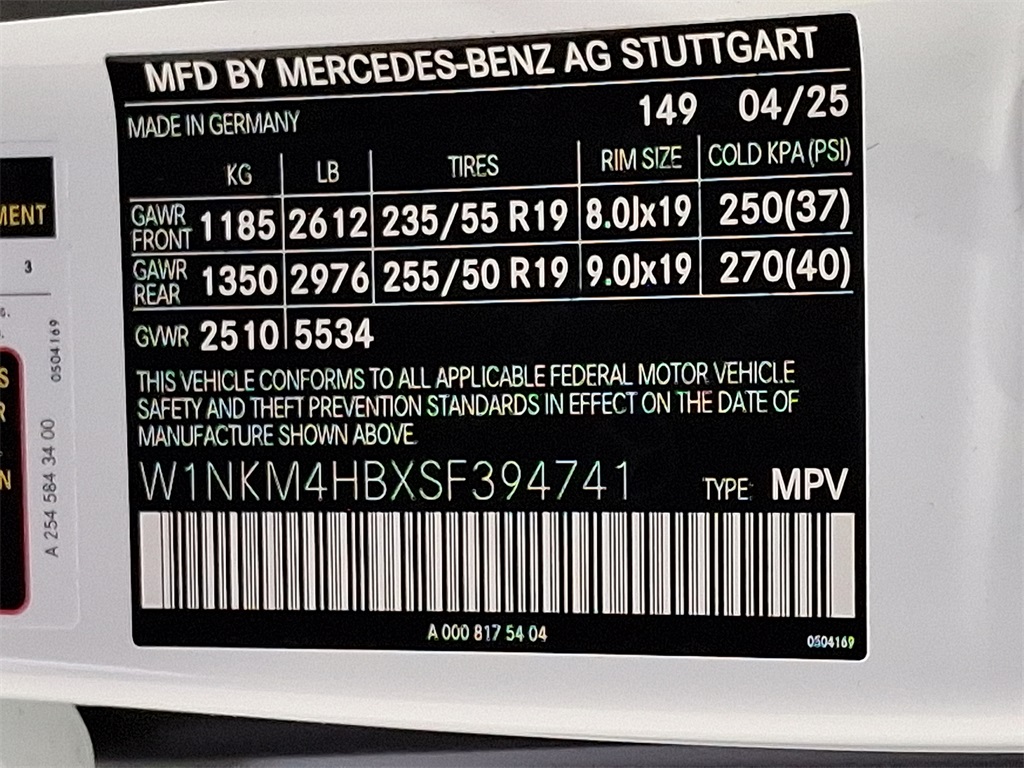 MFD BY MERCEDES-BENZ AG STUTTGART
MADE IN GERMANY 149 04/25
KG LB TIRES RIM SIZE COLD KPA (PSI)
GAWR FRONT 1185 2612 235/55 R19 8.0Jx19 250(37)
GAWR REAR 1350 2976 255/50 R19 9.0Jx19 270(40)
GVWR 2510 5534
THIS VEHICLE CONFORMS TO ALL APPLICABLE FEDERAL MOTOR VEHICLE
SAFETY AND THEFT PREVENTION STANDARDS IN EFFECT ON THE DATE OF
MANUFACTURE SHOWN ABOVE.
W1NKM4HBXSF394741 TYPE: MPV
A 000 817 54 04
0504169
3
0504169
A 254 584 34 00